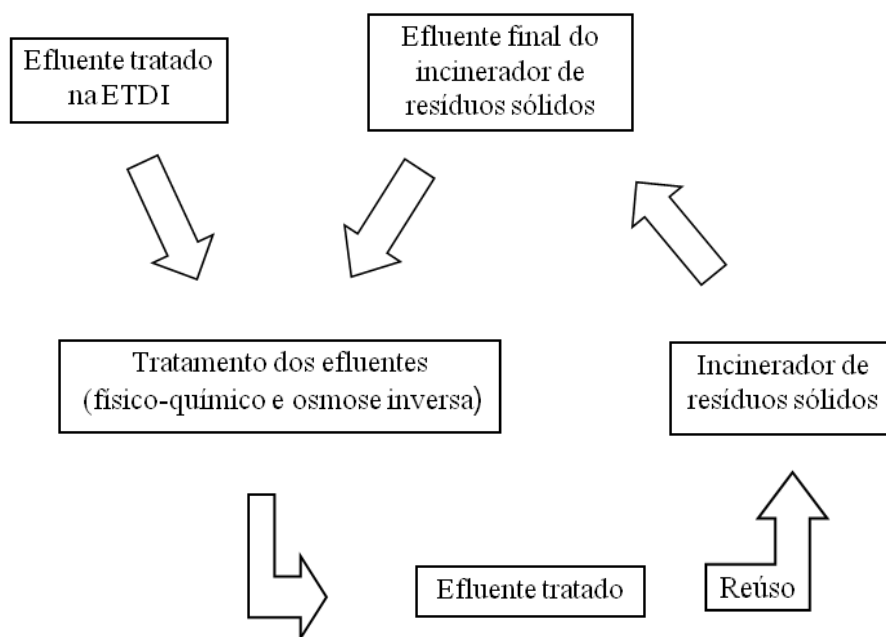 Efluente tratado
na ETDI
Efluente final do
incinerador de
resíduos sólidos
Tratamento dos efluentes
(físico-químico e osmose inversa)
Incinerador de
resíduos sólidos
Efluente tratado
Reúso